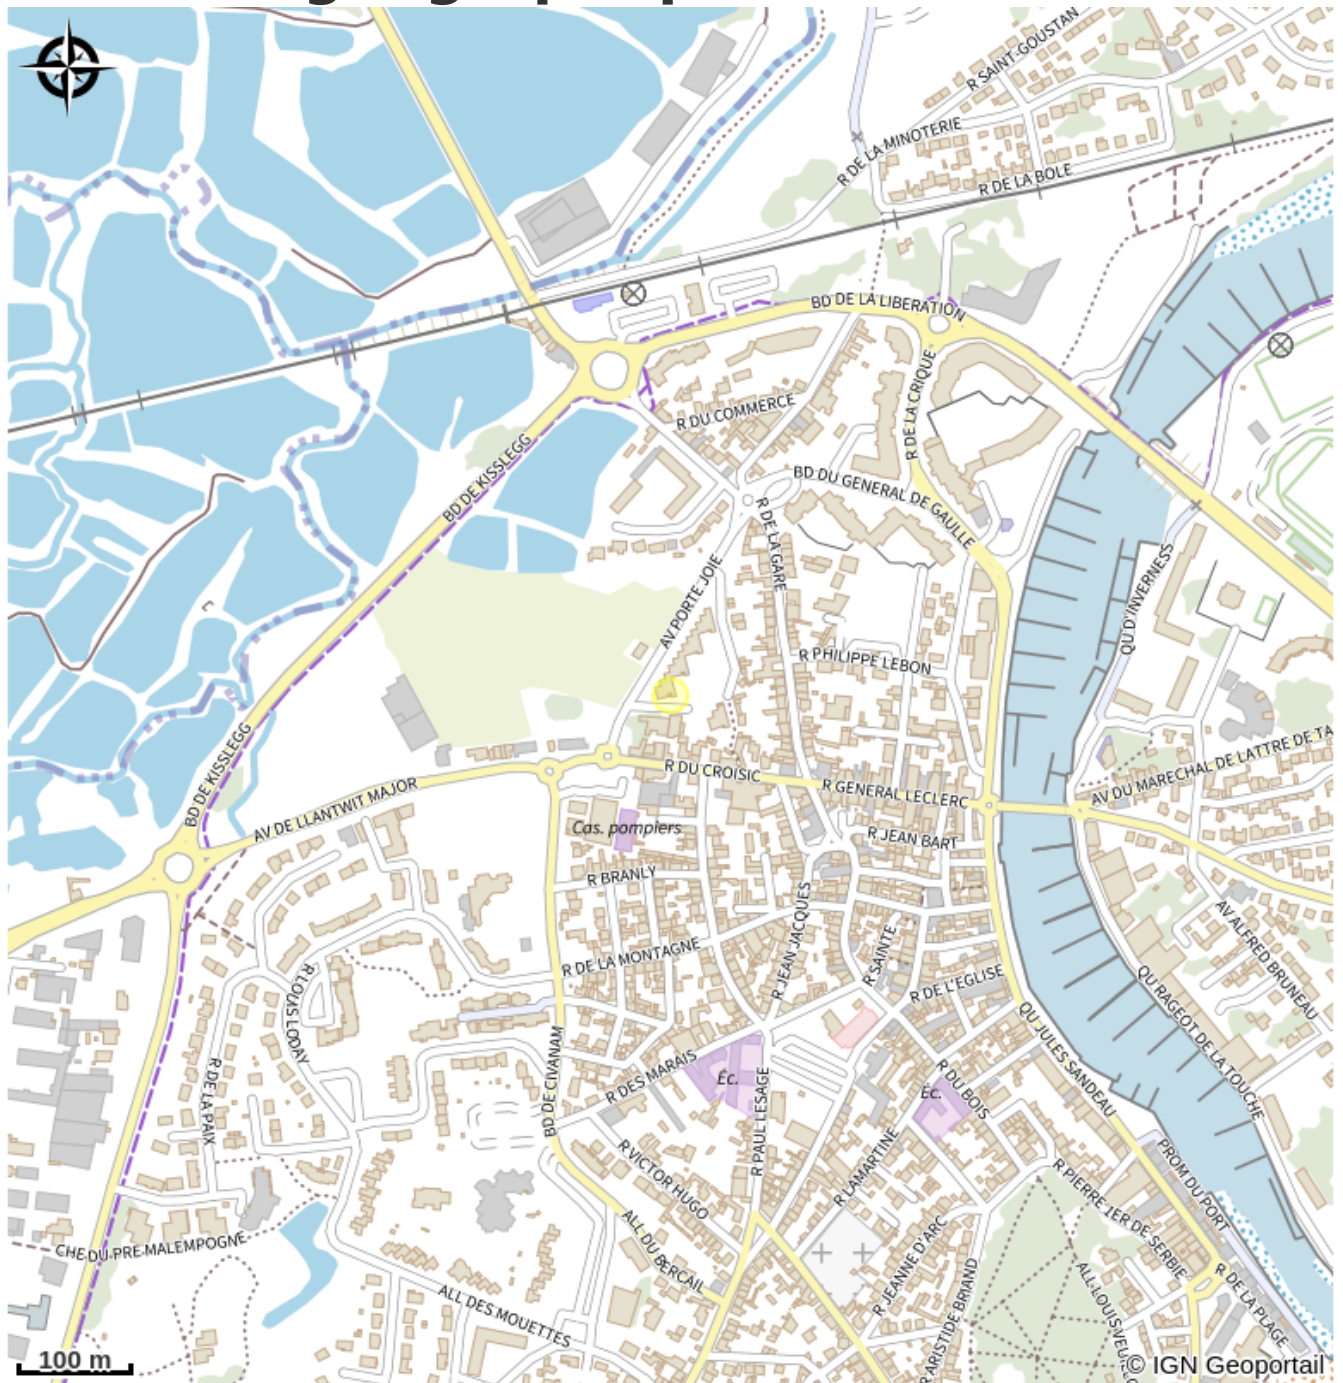 R SAINT-GOUSTAN
R DE LA MINOTERIE
R DE LA BOLE
BD DE LA LIBERATION
R DE LA CRIQUE
R DU COMMERCE
BD DE KISSLEGG
BD DU GENERAL DE GAULLE
R DE LA GARE
AV PORTE JOIE
QU D'INVERNESS
R PHILIPPE LEBON
BD DE KISSLEGG
AV DU MARECHAL DE LATTRE DE TA
R DU CROISIC
R GENERAL LECLERC
AV DE LLANTWIT MAJOR
Cas. pompiers
R JEAN BART
R BRANLY
R JEAN JACQUES
AV ALFRED BRUNEAU
R DE LA MONTAGNE
R SAINTE
R DE L'EGLISE
R LOUIS LODAY
QU RAGEOT DE LA TOUCHE
QU JULES SANDEAU
BD DE CIVANAM
R DES MARAIS
Éc.
R DU BOIS
Éc.
R DE LA PAIX
R PAUL LESAGE
R VICTOR HUGO
R LAMARTINE
PROM DU PORT
R PIERRE 1ER DE SERBIE
CHE DU PRE MALEMPOGNE
ALL DU BERCAIL
R JEANNE D'ARC
ALL DES MOUETTES
R ARISTIDE BRIAND
R DE LA PLAGE
100 m
© IGN Geoportail